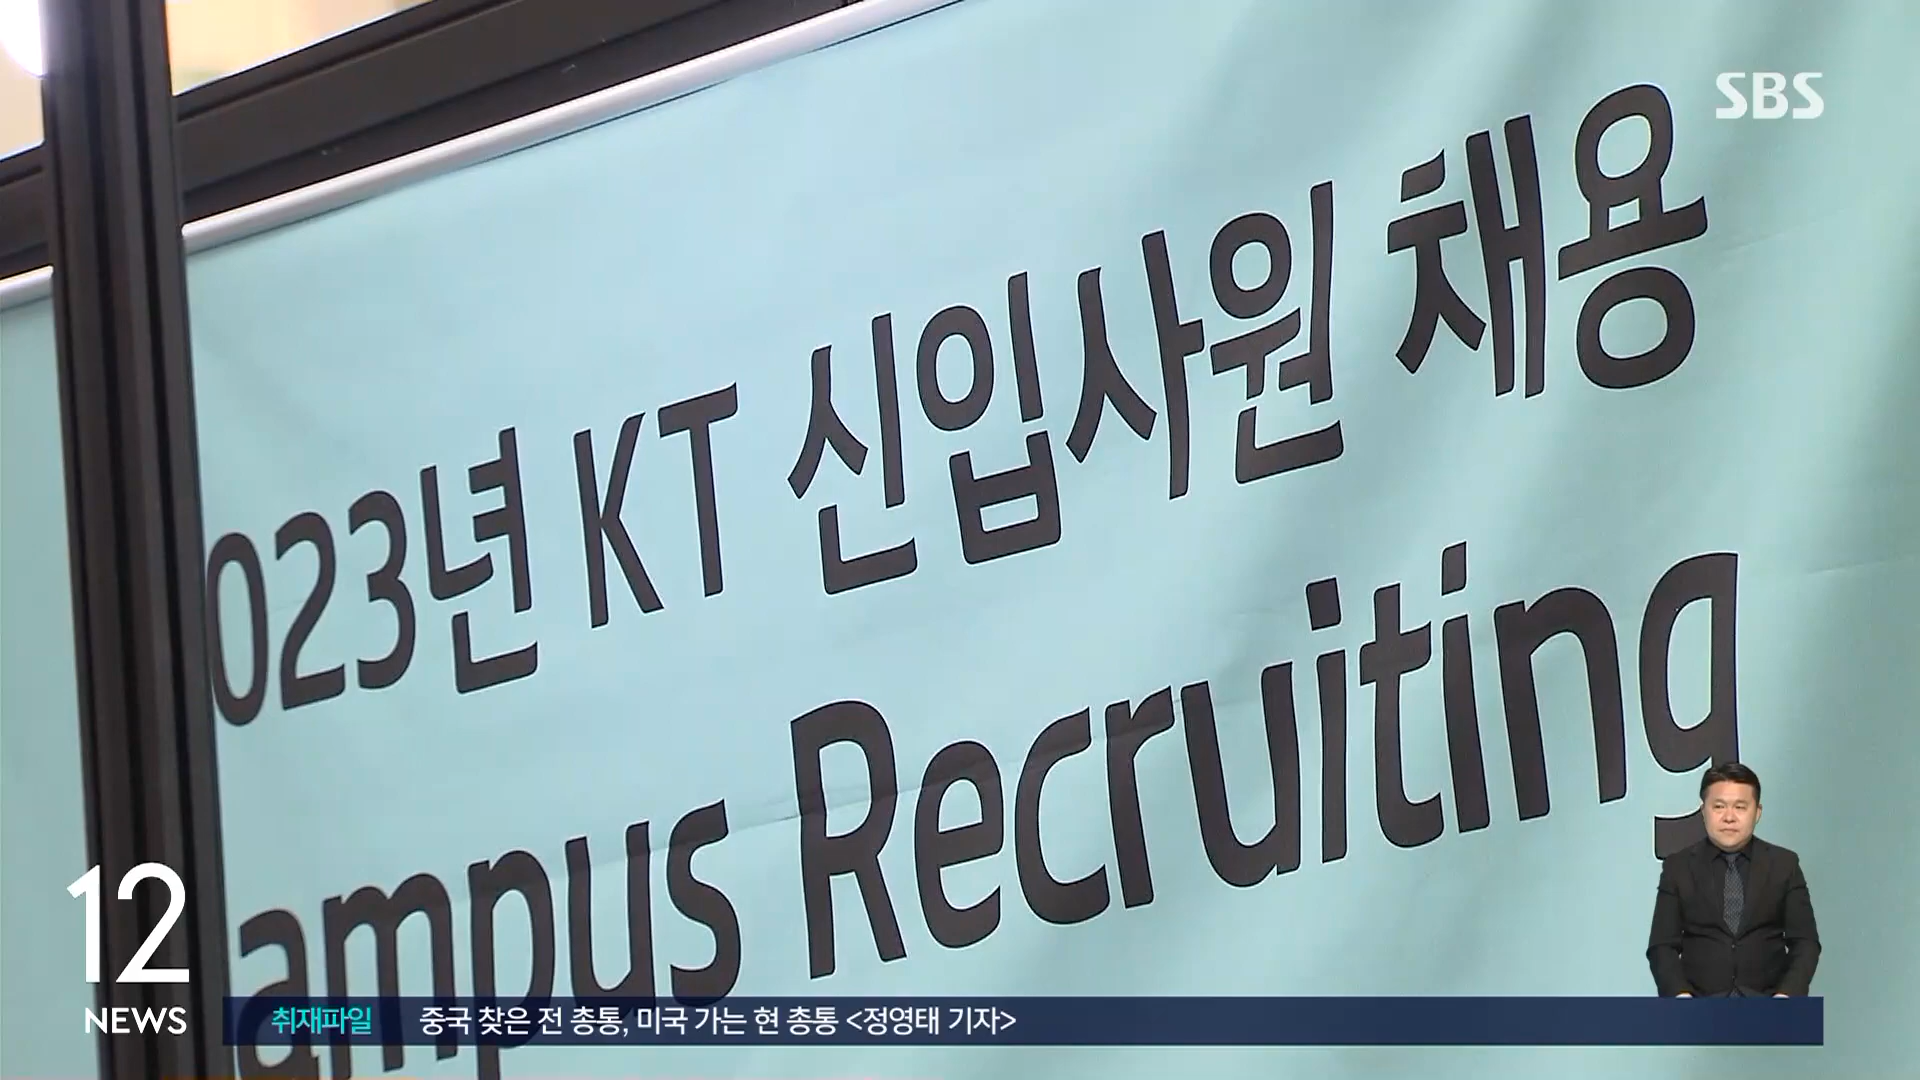 SBS
023년 KT 신입사원 채용
ampus Recruiting
12
NEWS
취재파일 중국 찾은 전 총통, 미국 가는 현 총통 <정영태 기자>